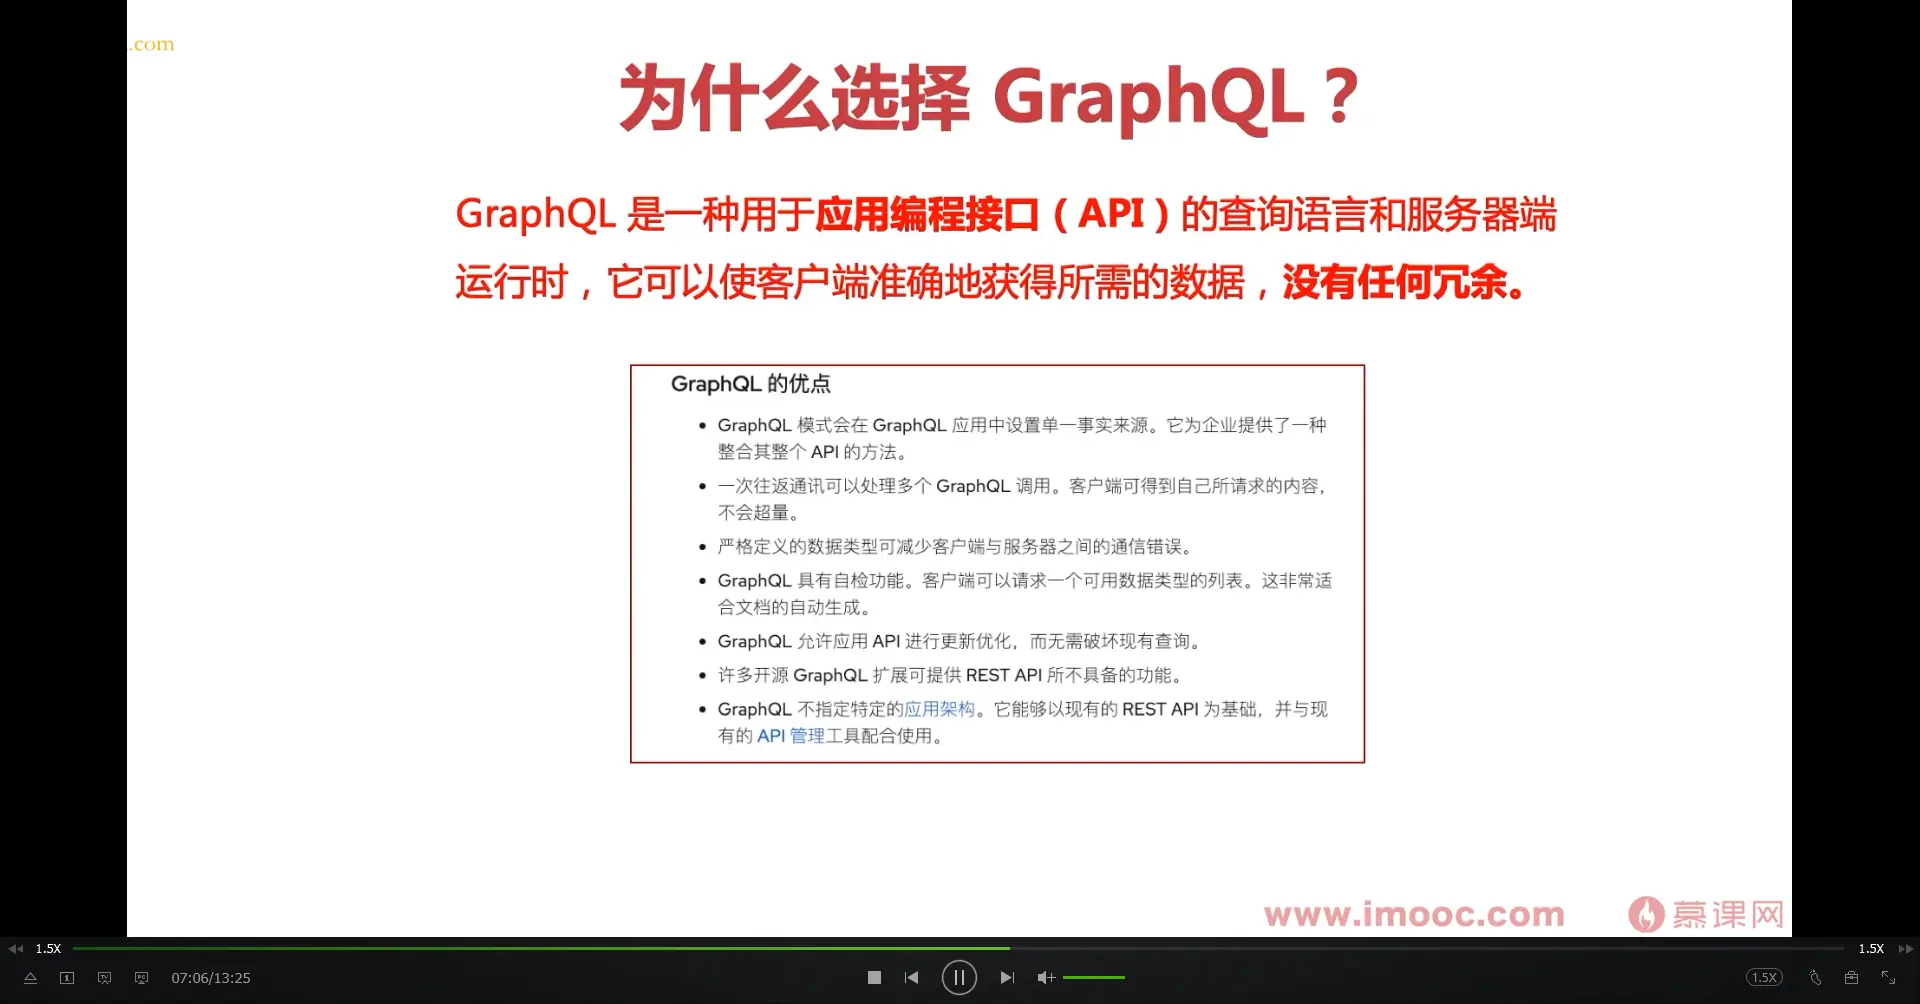 .com
为什么选择 GraphQL？
GraphQL 是一种用于应用编程接口（API）的查询语言和服务器端
运行时，它可以使客户端准确地获得所需的数据，没有任何冗余。
GraphQL 的优点
• GraphQL 模式会在 GraphQL 应用中设置单一事实来源。它为企业提供了一种
整合其整个 API 的方法。
• 一次往返通讯可以处理多个 GraphQL 调用。客户端可得到自己所请求的内容，
不会超量。
• 严格定义的数据类型可减少客户端与服务器之间的通信错误。
• GraphQL 具有自检功能。客户端可以请求一个可用数据类型的列表。这非常适
合文档的自动生成。
• GraphQL 允许应用 API 进行更新优化，而无需破坏现有查询。
• 许多开源 GraphQL 扩展可提供 REST API 所不具备的功能。
• GraphQL 不指定特定的应用架构。它能够以现有的 REST API 为基础，并与现
有的 API 管理工具配合使用。
www.imooc.com 慕课网
1.5X 1.5X
07:06/13:25 1.5X